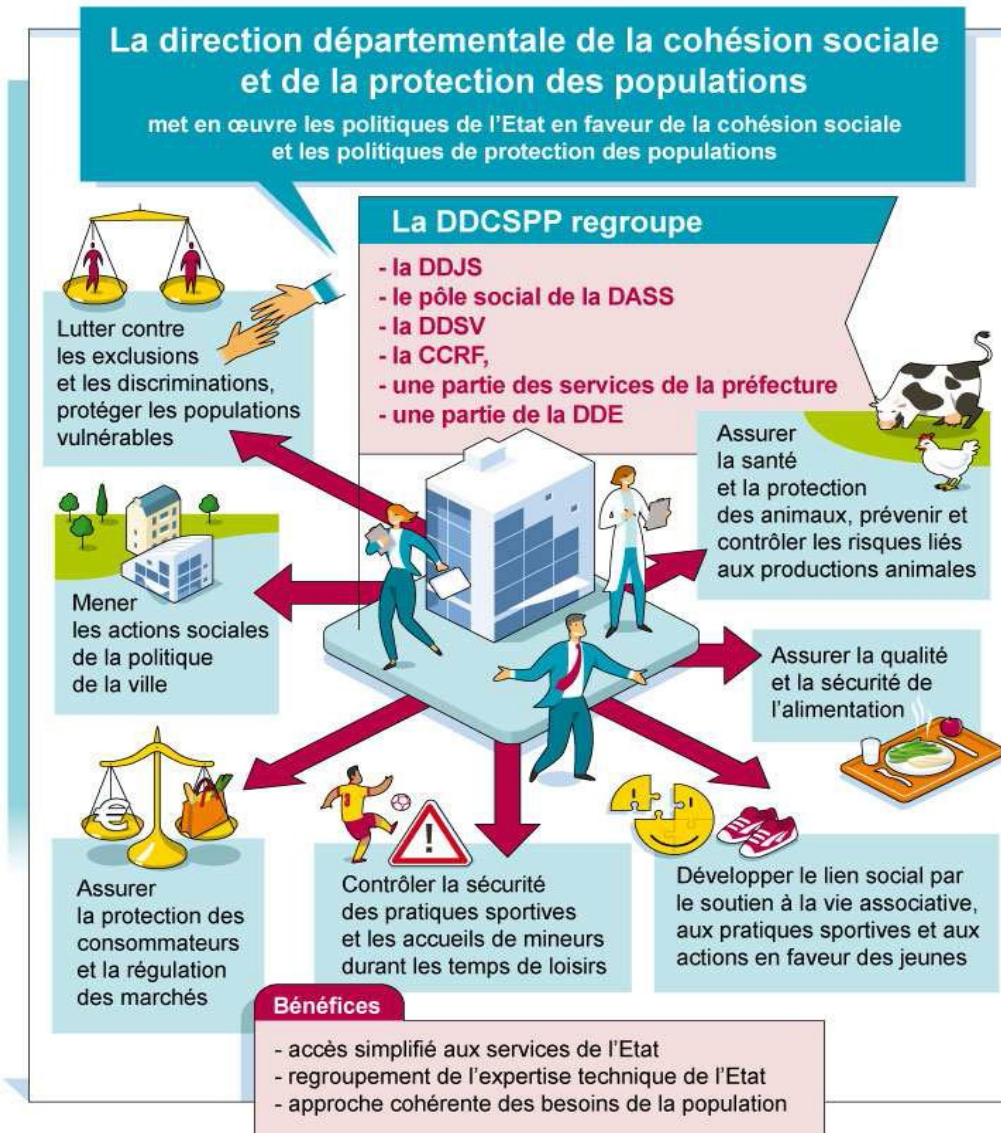 La direction départementale de la cohésion sociale
et de la protection des populations
met en œuvre les politiques de l'Etat en faveur de la cohésion sociale
et les politiques de protection des populations
La DDCSPP regroupe
- la DDJS
- le pôle social de la DASS
- la DDSV
- la CCRF,
- une partie des services de la préfecture
- une partie de la DDE
Lutter contre
les exclusions
et les discriminations,
protéger les populations
vulnérables
Assurer
la santé
et la protection
des animaux, prévenir et
contrôler les risques liés
aux productions animales
Mener
les actions sociales
de la politique
de la ville
Assurer la qualité
et la sécurité de
l'alimentation
€
Assurer
la protection des
consommateurs
et la régulation
des marchés
!
Contrôler la sécurité
des pratiques sportives
et les accueils de mineurs
durant les temps de loisirs
Développer le lien social par
le soutien à la vie associative,
aux pratiques sportives et aux
actions en faveur des jeunes
Bénéfices
- accès simplifié aux services de l'Etat
- regroupement de l'expertise technique de l'Etat
- approche cohérente des besoins de la population